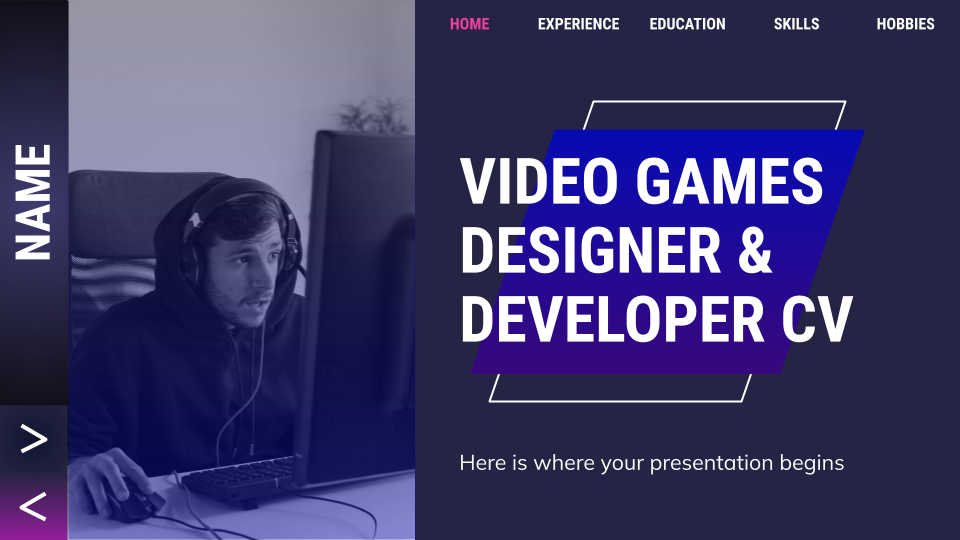 HOME EXPERIENCE EDUCATION SKILLS HOBBIES
NAME
VIDEO GAMES
DESIGNER &
DEVELOPER CV
Here is where your presentation begins